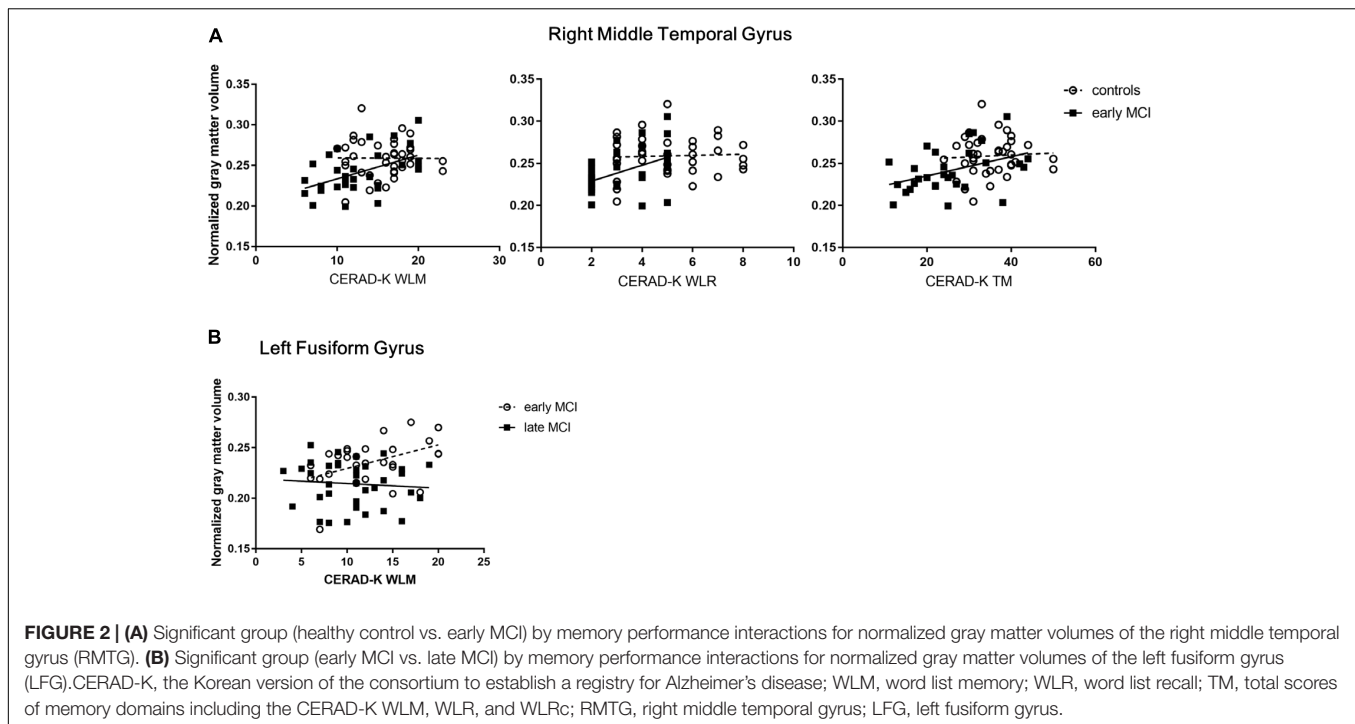 A
Right Middle Temporal Gyrus
Normalized gray matter volume
0.35
0.30
0.25
0.20
0.15
0
10
20
30
CERAD-K WLM
0.35
0.30
0.25
0.20
0.15
0
2
4
6
8
10
CERAD-K WLR
0.35
0.30
0.25
0.20
0.15
0
20
40
60
CERAD-K TM
controls
early MCI
B
Left Fusiform Gyrus
Normalized gray matter volume
0.30
0.25
0.20
0.15
0
5
10
15
20
25
CERAD-K WLM
early MCI
late MCI
FIGURE 2 | (A) Significant group (healthy control vs. early MCI) by memory performance interactions for normalized gray matter volumes of the right middle temporal
gyrus (RMTG). (B) Significant group (early MCI vs. late MCI) by memory performance interactions for normalized gray matter volumes of the left fusiform gyrus
(LFG).CERAD-K, the Korean version of the consortium to establish a registry for Alzheimer’s disease; WLM, word list memory; WLR, word list recall; TM, total scores
of memory domains including the CERAD-K WLM, WLR, and WLRc; RMTG, right middle temporal gyrus; LFG, left fusiform gyrus.